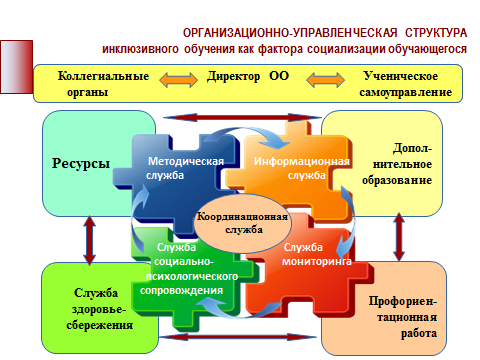 ОРГАНИЗАЦИОННО-УПРАВЛЕНЧЕСКАЯ СТРУКТУРА
инклюзивного обучения как фактора социализации обучающегося
Коллегиальные
органы
Директор ОО
Ученическое
самоуправление
Ресурсы
Методическая
служба
Информационная
служба
Допол-
нительное
образование
Координационная
служба
Служба
социально-
психологического
сопровождения
Служба
мониторинга
Служба
здоровье-
сбережения
Профориен-
тационная
работа